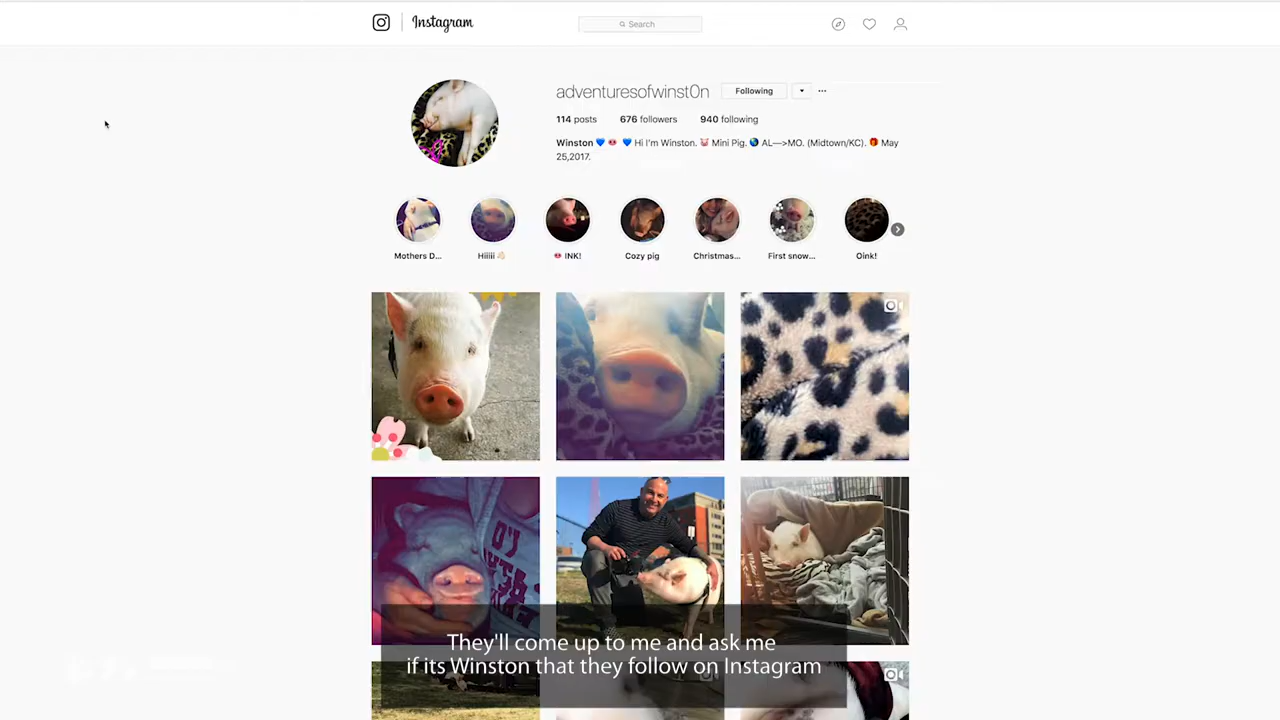 Instagram
Search
adventuresofwinst0n
Following
114 posts
676 followers
940 following
Winston 💙 🐽 💙 Hi I'm Winston. 🐷 Mini Pig. 🌎 AL—>MO. (Midtown/KC). 🎁 May
25,2017.
Mothers D...
Hiiiii 👋🏻
🐽 INK!
Cozy pig
Christmas...
First snow...
Oink!
They'll come up to me and ask me
if its Winston that they follow on Instagram